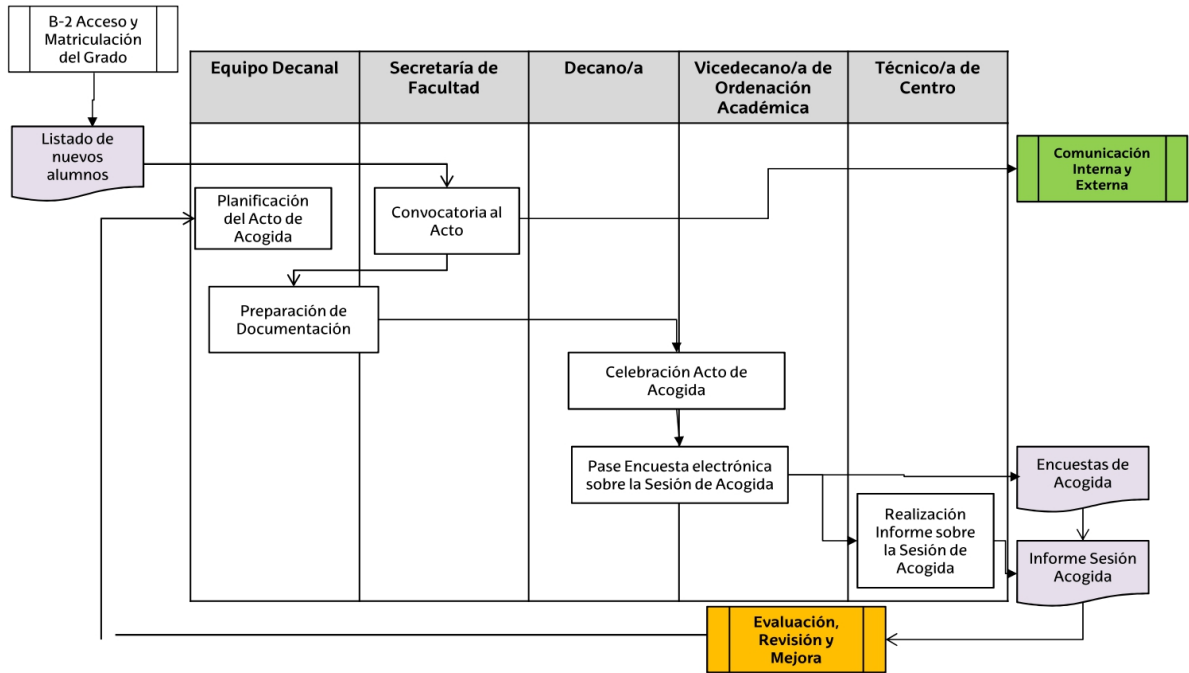 B-2 Acceso y
Matriculación
del Grado
Equipo Decanal
Secretaría de
Facultad
Decano/a
Vicedecano/a de
Ordenación
Académica
Técnico/a de
Centro
Listado de
nuevos
alumnos
Comunicación
Interna y
Externa
Planificación
del Acto de
Acogida
Convocatoria al
Acto
Preparación de
Documentación
Celebración Acto de
Acogida
Pase Encuesta electrónica
sobre la Sesión de Acogida
Encuestas de
Acogida
Realización
Informe sobre
la Sesión de
Acogida
Informe Sesión
Acogida
Evaluación,
Revisión y
Mejora